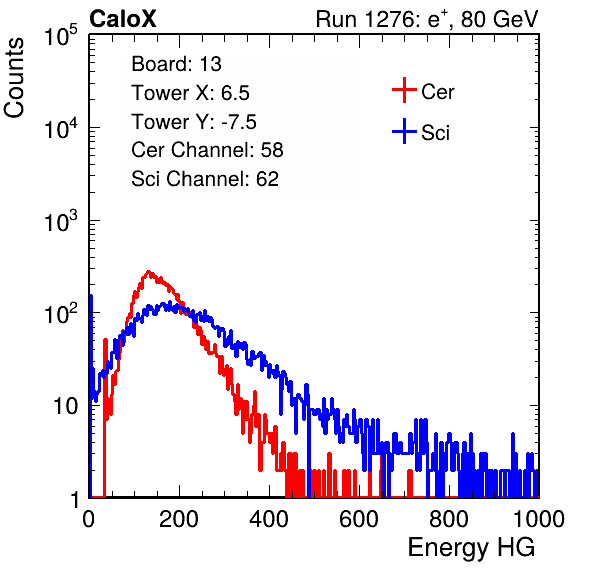 CaloX Run 1276: e⁺, 80 GeV
Counts
10⁵
10⁴
10³
10²
10
1
Board: 13
Tower X: 6.5
Tower Y: -7.5
Cer Channel: 58
Sci Channel: 62
Cer
Sci
0 200 400 600 800 1000
Energy HG